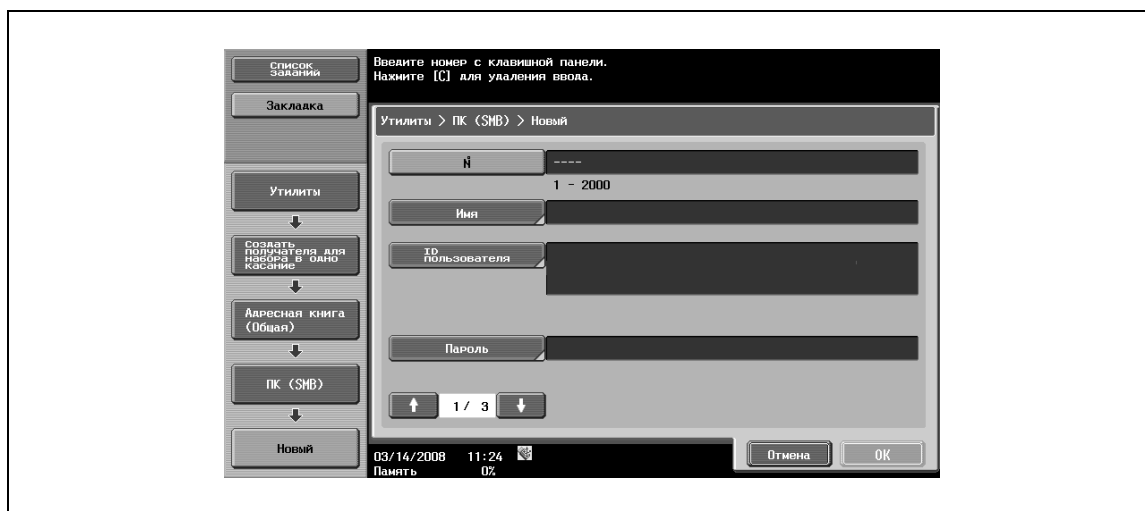 Список
заданий
Закладка
Утилиты
Создать
получателя для
набора в одно
касание
Адресная книга
(Общая)
ПК (SMB)
Новый
Введите номер с клавишной панели.
Нажмите [C] для удаления ввода.
Утилиты > ПК (SMB) > Новый
N̊ ----
1 - 2000
Имя
ID
пользователя
Пароль
1/ 3
Отмена OK
03/14/2008 11:24
Память 0%